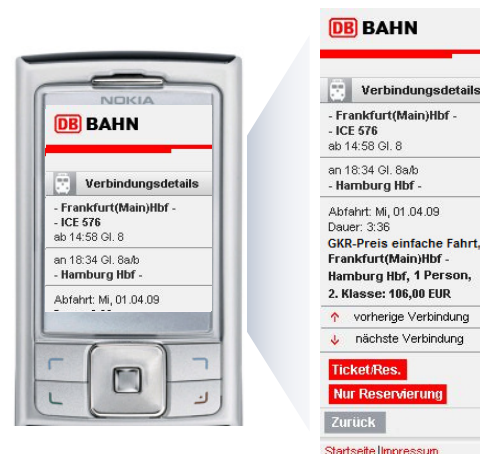 NOKIA
DB BAHN
Verbindungsdetails
- Frankfurt(Main)Hbf -
- ICE 576
ab 14:58 Gl. 8
an 18:34 Gl. 8a/b
- Hamburg Hbf -
Abfahrt: Mi, 01.04.09
DB BAHN
Verbindungsdetails
- Frankfurt(Main)Hbf -
- ICE 576
ab 14:58 Gl. 8
an 18:34 Gl. 8a/b
- Hamburg Hbf -
Abfahrt: Mi, 01.04.09
Dauer: 3:36
GKR-Preis einfache Fahrt,
Frankfurt(Main)Hbf -
Hamburg Hbf, 1 Person,
2. Klasse: 106,00 EUR
↑ vorherige Verbindung
↓ nächste Verbindung
Ticket/Res.
Nur Reservierung
Zurück
Startseite|Impressum